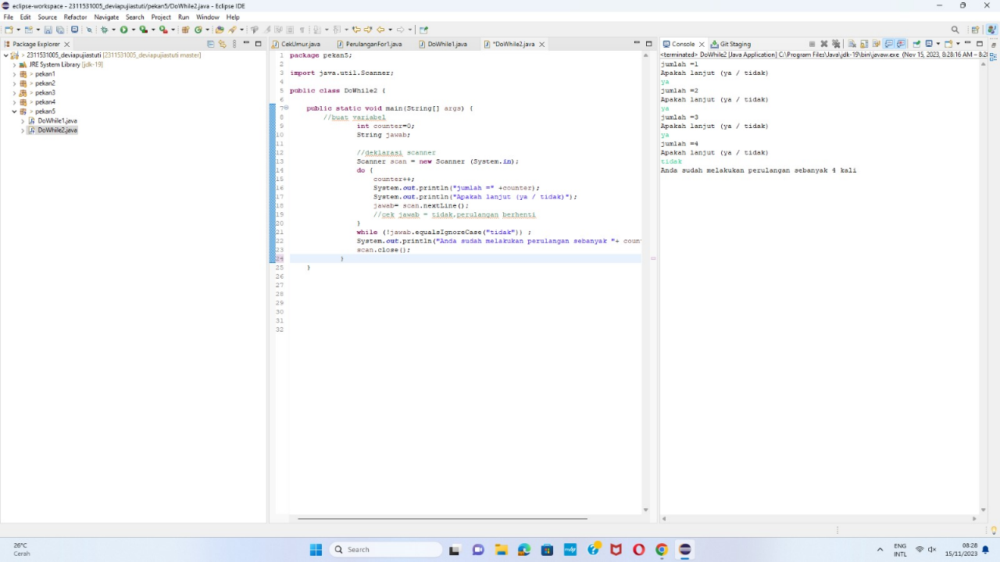 eclipse-workspace - 2311531005_deviapujiastuti/pekan5/DoWhile2.java - Eclipse IDE
File Edit Source Refactor Navigate Search Project Run Window Help
Package Explorer
2311531005_deviapujiastuti [2311531005_deviapujiastuti master]
JRE System Library [jdk-19]
> pekan1
> pekan2
> pekan3
> pekan4
> pekan5
DoWhile1.java
DoWhile2.java
CekUmur.java PerulanganFor1.java DoWhile1.java *DoWhile2.java
1 package pekan5;
2
3 import java.util.Scanner;
4
5 public class DoWhile2 {
6
7 public static void main(String[] args) {
8 //buat variabel
9 int counter=0;
10 String jawab;
11
12 //deklarasi scanner
13 Scanner scan = new Scanner (System.in);
14 do {
15 counter++;
16 System.out.println("jumlah =" +counter);
17 System.out.println("Apakah lanjut (ya / tidak)");
18 jawab= scan.nextLine();
19 //cek jawab = tidak,perulangan berhenti
20 }
21 while (!jawab.equalsIgnoreCase("tidak")) ;
22 System.out.println("Anda sudah melakukan perulangan sebanyak "+ coun
23 scan.close();
24 }
25 }
26
27
28
29
30
31
32
Console Git Staging
<terminated> DoWhile2 [Java Application] C:\Program Files\Java\jdk-19\bin\javaw.exe (Nov 15, 2023, 8:28:16 AM – 8:2
jumlah =1
Apakah lanjut (ya / tidak)
ya
jumlah =2
Apakah lanjut (ya / tidak)
ya
jumlah =3
Apakah lanjut (ya / tidak)
ya
jumlah =4
Apakah lanjut (ya / tidak)
tidak
Anda sudah melakukan perulangan sebanyak 4 kali
26°C
Cerah
Search
ENG
INTL
08:28
15/11/2023